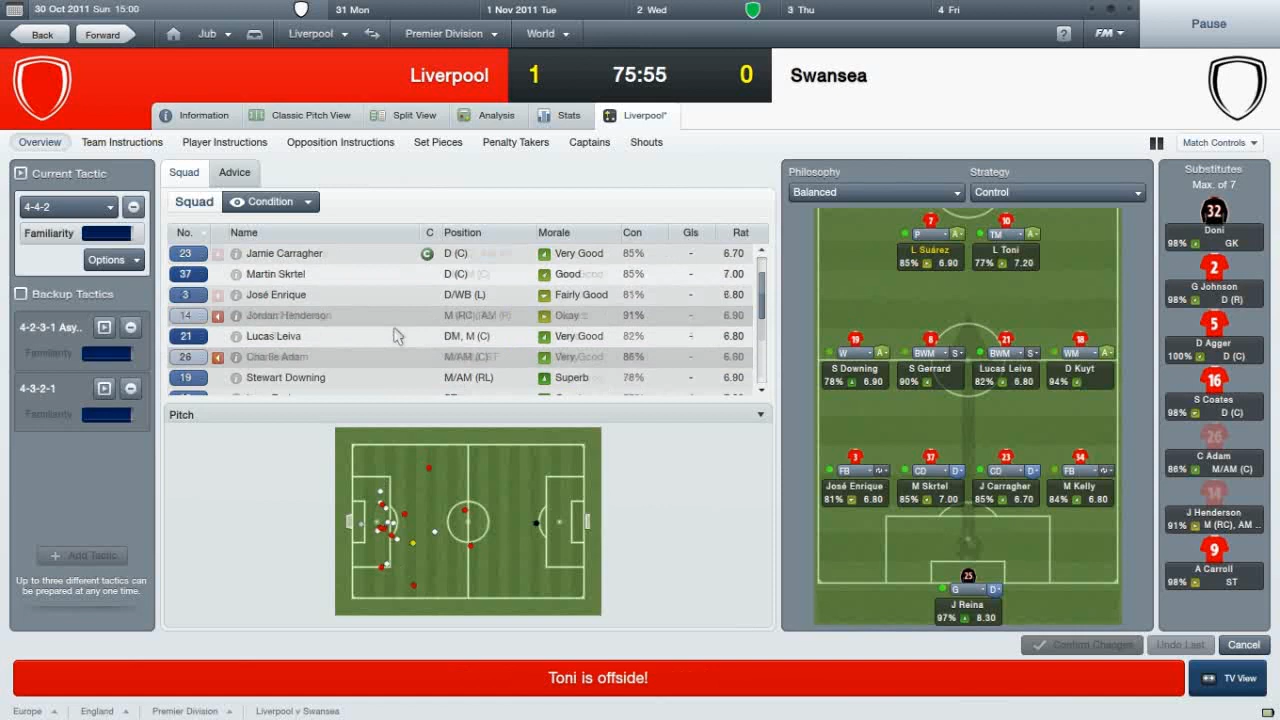 30 Oct 2011 Sun 15:00 31 Mon 1 Nov 2011 Tue 2 Wed 3 Thu 4 Fri
Back Forward Jub Liverpool Premier Division World ? FM Pause
Liverpool 1 75:55 0 Swansea
Information Classic Pitch View Split View Analysis Stats Liverpool*
Overview Team Instructions Player Instructions Opposition Instructions Set Pieces Penalty Takers Captains Shouts Match Controls
Current Tactic
4-4-2
Familiarity
Options
Backup Tactics
4-2-3-1 Asy..
Familiarity
4-3-2-1
Familiarity
Add Tactic
Up to three different tactics can
be prepared at any one time.
Squad Advice
Squad Condition
No. Name C Position Morale Con Gls Rat
23 Jamie Carragher C D (C) Very Good 85% - 6.70
37 Martin Skrtel D (C) Good 85% - 7.00
3 José Enrique D/WB (L) Fairly Good 81% - 6.80
14 Jordan Henderson M (RC), AM (R) Okay 91% - 6.90
21 Lucas Leiva DM, M (C) Very Good 82% - 6.80
26 Charlie Adam M/AM (C) Very Good 86% - 6.60
19 Stewart Downing M/AM (RL) Superb 78% - 6.90
Pitch
Philosophy Strategy
Balanced Control
7 10
P A TM A
L Suárez L Toni
85% 6.90 77% 7.20
19 8 21 18
W A BWM S BWM S WM A
S Downing S Gerrard Lucas Leiva D Kuyt
78% 6.90 90% 82% 6.80 94%
3 37 23 34
FB CD D CD D FB
José Enrique M Skrtel J Carragher M Kelly
81% 6.80 85% 7.00 85% 6.70 84% 6.80
25
G D
J Reina
97% 8.30
Substitutes
Max. of 7
32
Doni
98% GK
2
G Johnson
98% D (R)
5
D Agger
100% D (C)
16
S Coates
98% D (C)
26
C Adam
86% M/AM (C)
14
J Henderson
91% M (RC), AM ...
9
A Carroll
98% ST
Confirm Changes Undo Last Cancel
Toni is offside! TV View
Europe England Premier Division Liverpool v Swansea